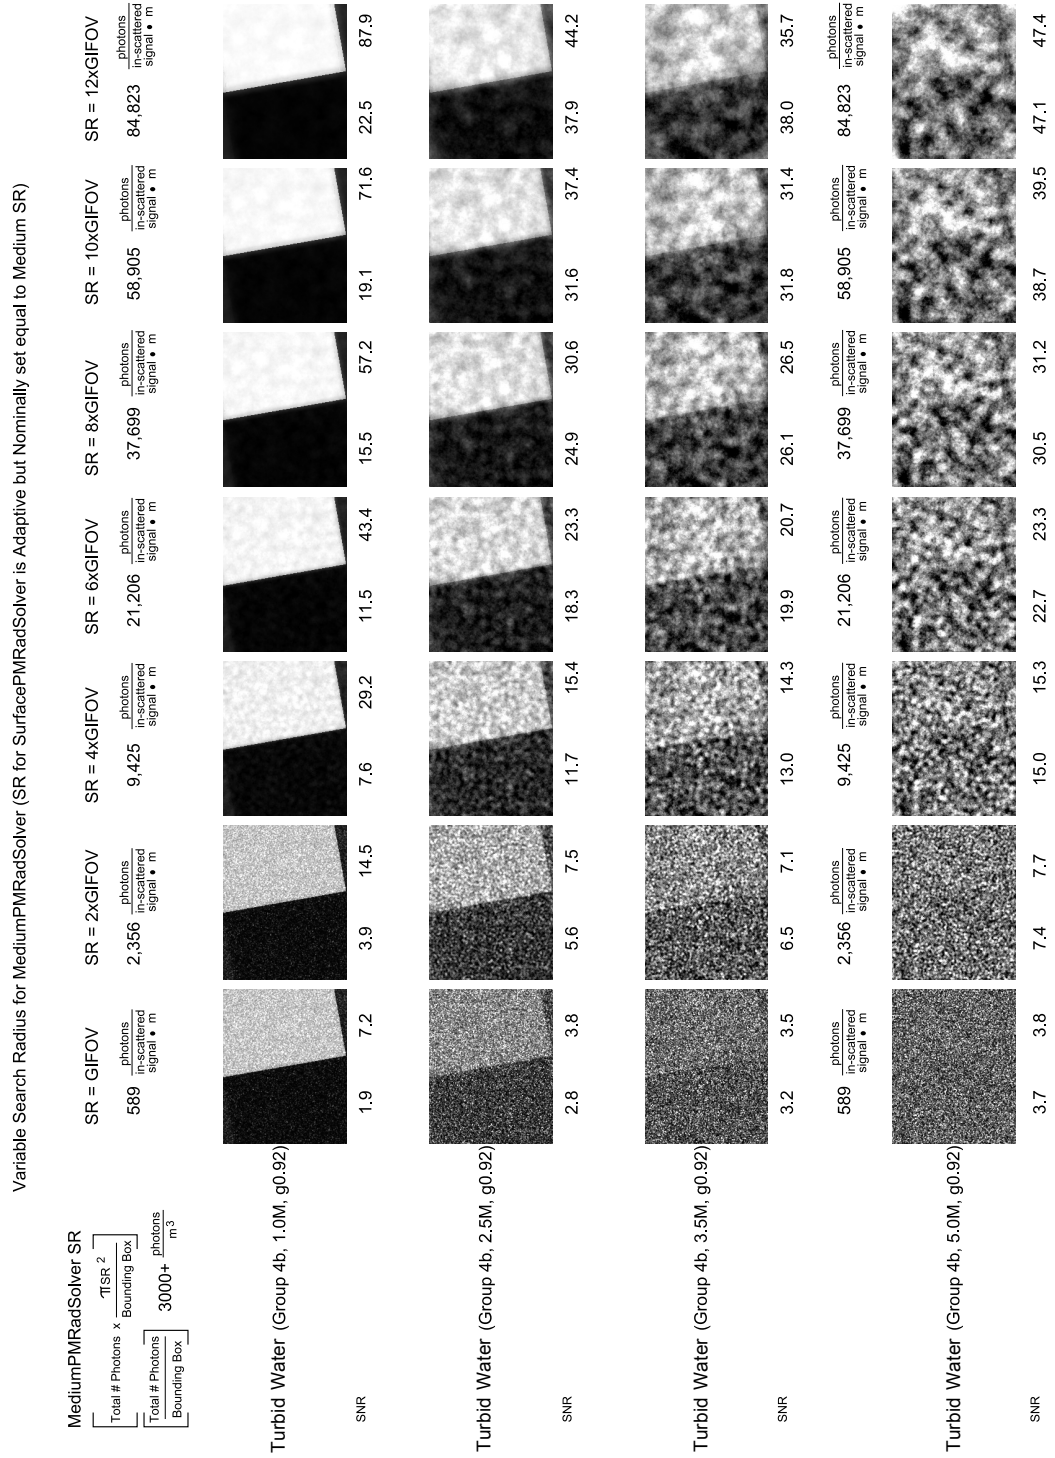 Variable Search Radius for MediumPMRadSolver (SR for SurfacePMRadSolver is Adaptive but Nominally set equal to Medium SR)
MediumPMRadSolver SR
SR = GIFOV
SR = 2xGIFOV
SR = 4xGIFOV
SR = 6xGIFOV
SR = 8xGIFOV
SR = 10xGIFOV
SR = 12xGIFOV
[Total # Photons x πSR² / Bounding Box]
589 photons / in-scattered signal • m
2,356 photons / in-scattered signal • m
9,425 photons / in-scattered signal • m
21,206 photons / in-scattered signal • m
37,699 photons / in-scattered signal • m
58,905 photons / in-scattered signal • m
84,823 photons / in-scattered signal • m
[Total # Photons / Bounding Box] 3000+ photons / m³
Turbid Water (Group 4b, 1.0M, g0.92)
SNR 1.9 7.2 3.9 14.5 7.6 29.2 11.5 43.4 15.5 57.2 19.1 71.6 22.5 87.9
Turbid Water (Group 4b, 2.5M, g0.92)
SNR 2.8 3.8 5.6 7.5 11.7 15.4 18.3 23.3 24.9 30.6 31.6 37.4 37.9 44.2
Turbid Water (Group 4b, 3.5M, g0.92)
SNR 3.2 3.5 6.5 7.1 13.0 14.3 19.9 20.7 26.1 26.5 31.8 31.4 38.0 35.7
589 photons / in-scattered signal • m
2,356 photons / in-scattered signal • m
9,425 photons / in-scattered signal • m
21,206 photons / in-scattered signal • m
37,699 photons / in-scattered signal • m
58,905 photons / in-scattered signal • m
84,823 photons / in-scattered signal • m
Turbid Water (Group 4b, 5.0M, g0.92)
SNR 3.7 3.8 7.4 7.7 15.0 15.3 22.7 23.3 30.5 31.2 38.7 39.5 47.1 47.4